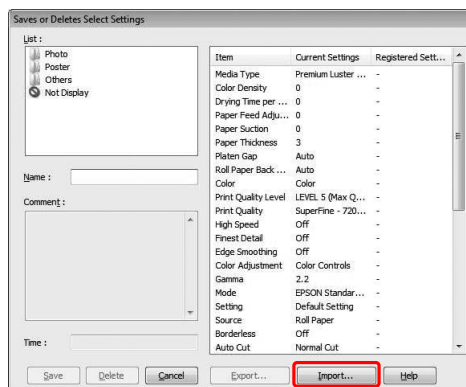 Saves or Deletes Select Settings
List :
Photo
Poster
Others
Not Display
Name :
Comment :
Time :
Item Current Settings Registered Sett...
Media Type Premium Luster ... -
Color Density 0 -
Drying Time per ... 0 -
Paper Feed Adju... 0 -
Paper Suction 0 -
Paper Thickness 3 -
Platen Gap Auto -
Roll Paper Back ... Auto -
Color Color -
Print Quality Level LEVEL 5 (Max Q... -
Print Quality SuperFine - 720... -
High Speed Off -
Finest Detail Off -
Edge Smoothing Off -
Color Adjustment Color Controls -
Gamma 2.2 -
Mode EPSON Standar... -
Setting Default Setting -
Source Roll Paper -
Borderless Off -
Auto Cut Normal Cut -
Save Delete Cancel Export... Import... Help